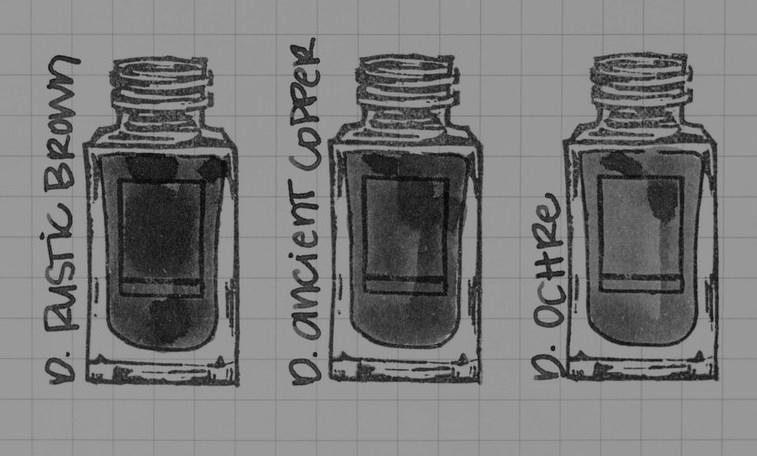 D. RUSTIC BROWN
D. ANCIENT COPPER
D. OCHRE